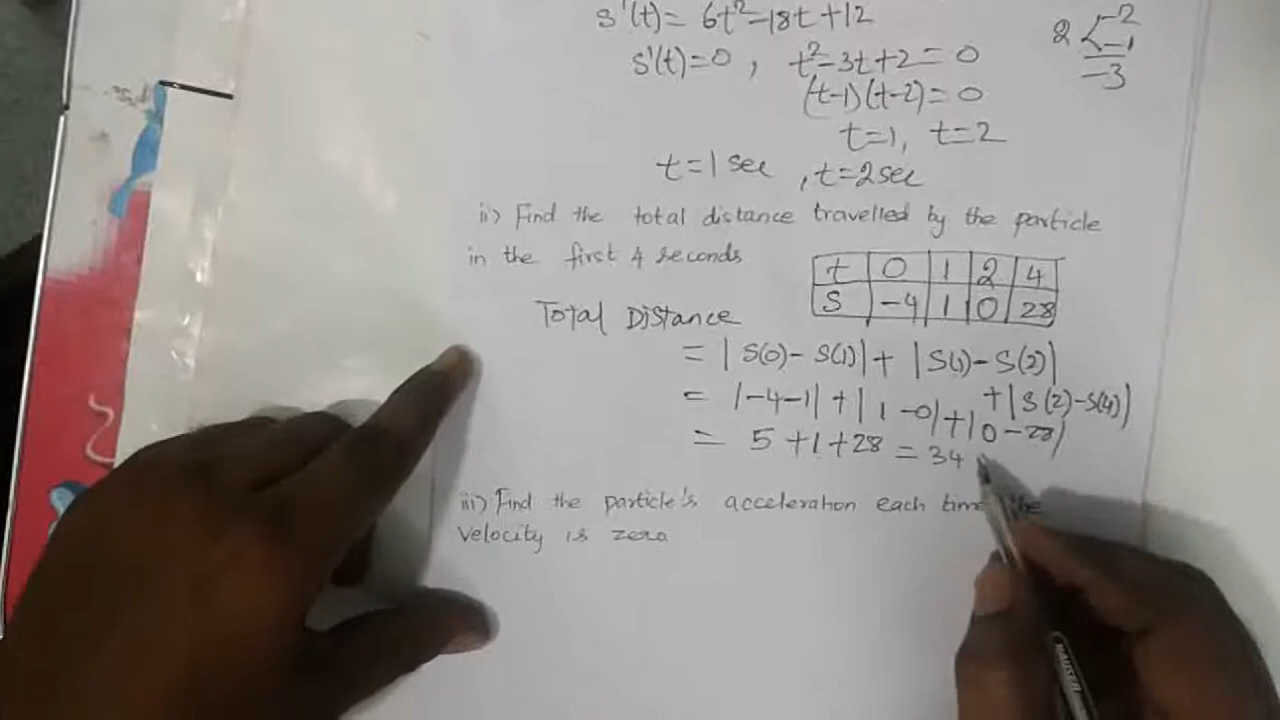 s'(t) = 6t²-18t+12
s'(t)=0 , t²-3t+2=0
(t-1)(t-2)=0
t=1, t=2
t=1 sec , t=2sec
2 < -2
-1
-3
ii) Find the total distance travelled by the particle
in the first 4 seconds
t 0 1 2 4
S -4 1 0 28
Total Distance
= |S(0)-S(1)|+ |S(1)-S(2)|
+|S(2)-S(4)|
= |-4-1|+|1-0|+|0-28|
= 5+1+28 = 34
iii) Find the particle's acceleration each time the
velocity is zero